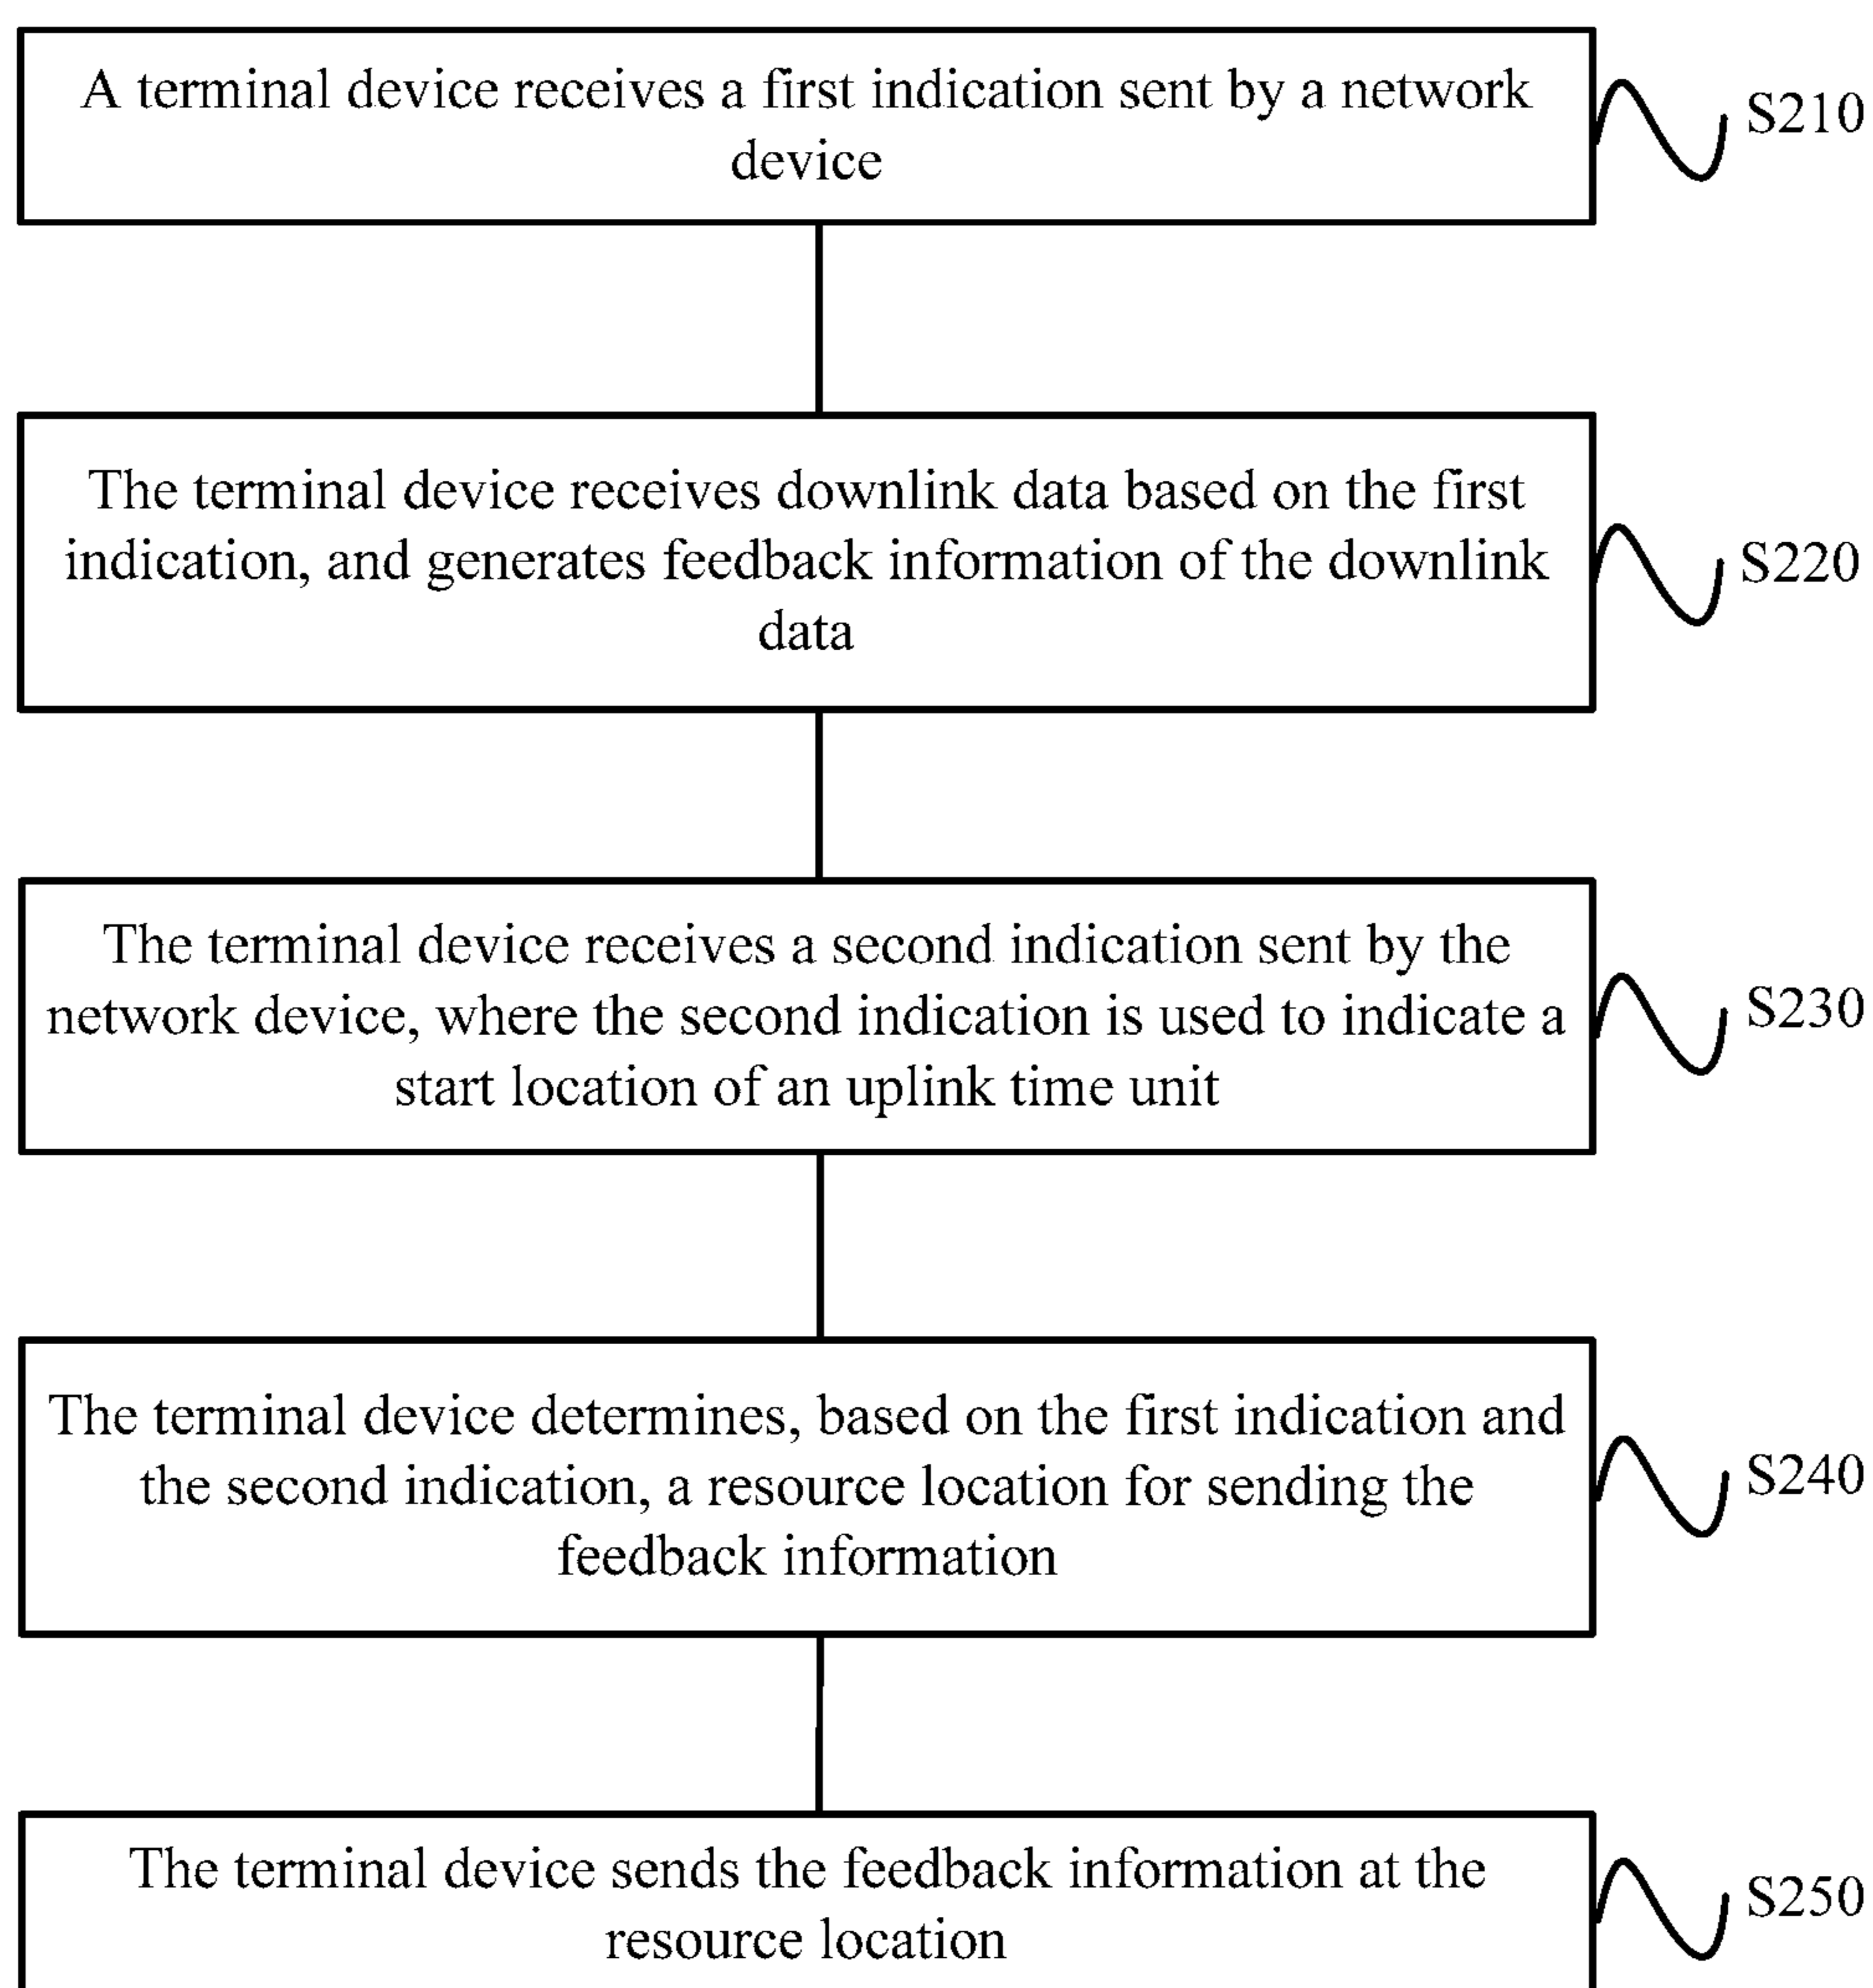 A terminal device receives a first indication sent by a network
device
S210
The terminal device receives downlink data based on the first
indication, and generates feedback information of the downlink
data
S220
The terminal device receives a second indication sent by the
network device, where the second indication is used to indicate a
start location of an uplink time unit
S230
The terminal device determines, based on the first indication and
the second indication, a resource location for sending the
feedback information
S240
The terminal device sends the feedback information at the
resource location
S250